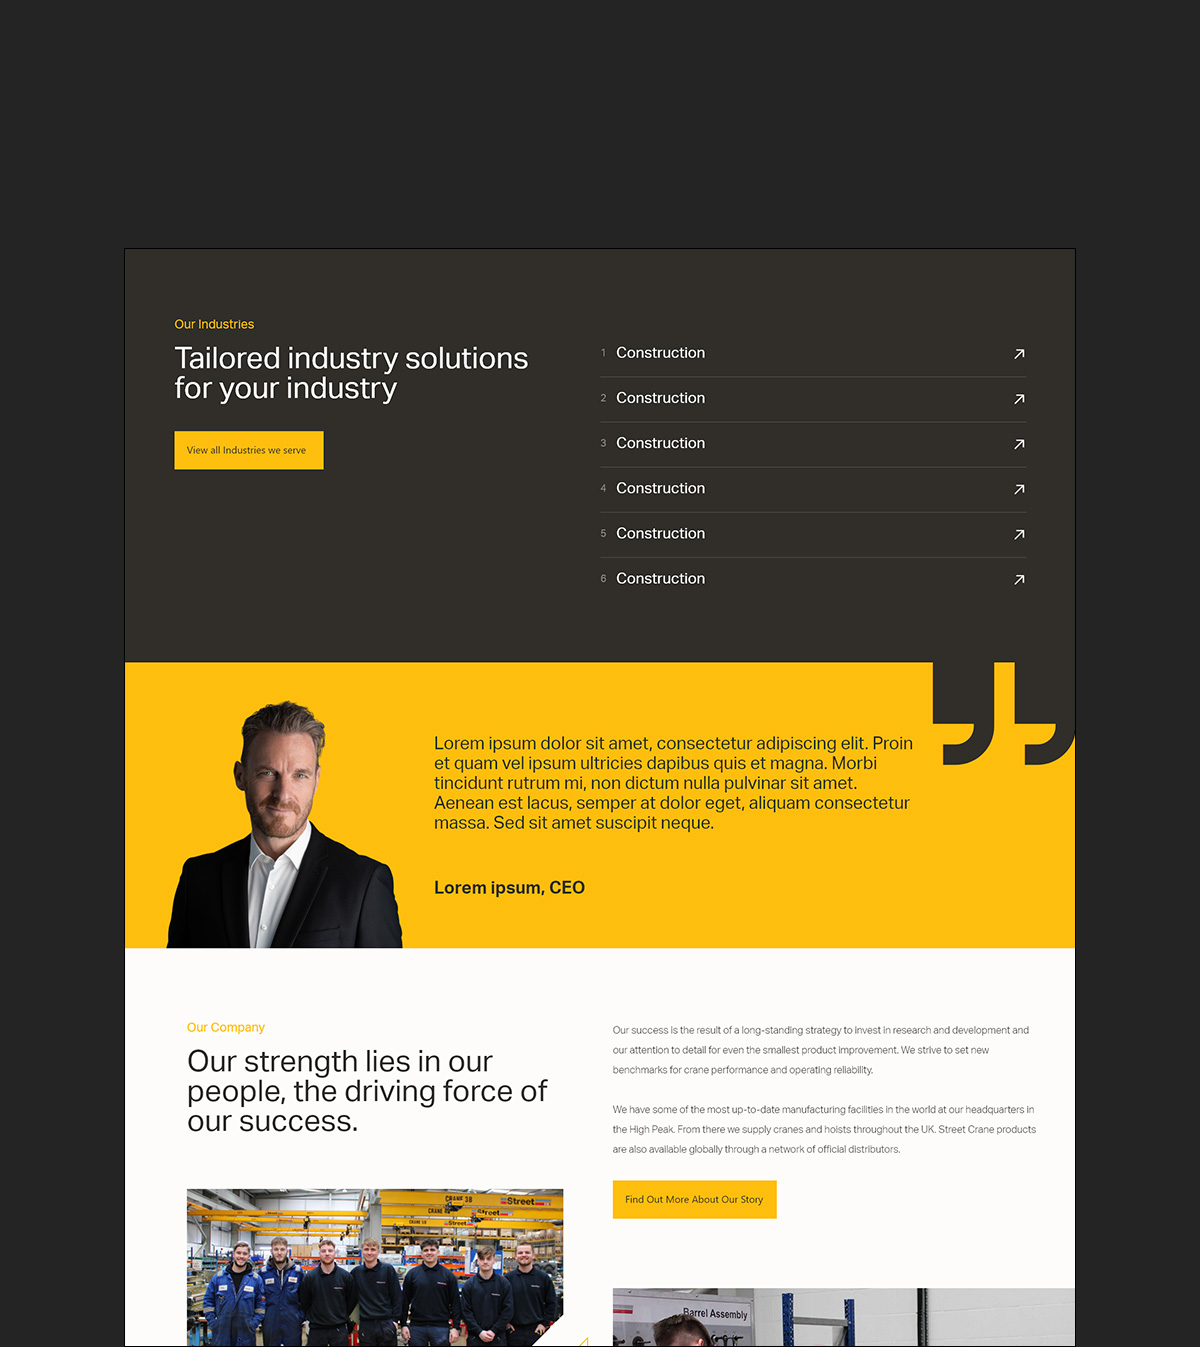 Our Industries
Tailored industry solutions
for your industry
View all Industries we serve
1 Construction
2 Construction
3 Construction
4 Construction
5 Construction
6 Construction
Lorem ipsum dolor sit amet, consectetur adipiscing elit. Proin
et quam vel ipsum ultricies dapibus quis et magna. Morbi
tincidunt rutrum mi, non dictum nulla pulvinar sit amet.
Aenean est lacus, semper at dolor eget, aliquam consectetur
massa. Sed sit amet suscipit neque.
Lorem ipsum, CEO
Our Company
Our strength lies in our
people, the driving force of
our success.
Our success is the result of a long-standing strategy to invest in research and development and
our attention to detail for even the smallest product improvement. We strive to set new
benchmarks for crane performance and operating reliability.
We have some of the most up-to-date manufacturing facilities in the world at our headquarters in
the High Peak. From there we supply cranes and hoists throughout the UK. Street Crane products
are also available globally through a network of official distributors.
Find Out More About Our Story
CRANE 38
Street
Street
Street
Barrel Assembly